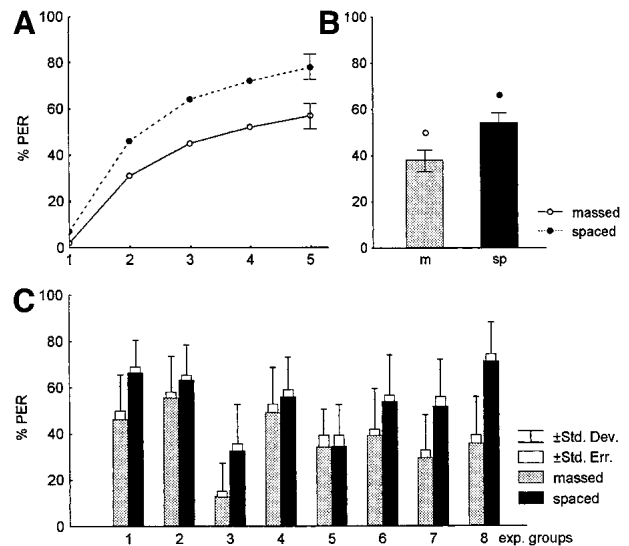 A
100
80
60
40
20
0
% PER
1 2 3 4 5
B
100
80
60
40
20
0
m sp
massed
spaced
C
100
80
60
40
20
0
% PER
1 2 3 4 5 6 7 8 exp. groups
±Std. Dev.
±Std. Err.
massed
spaced